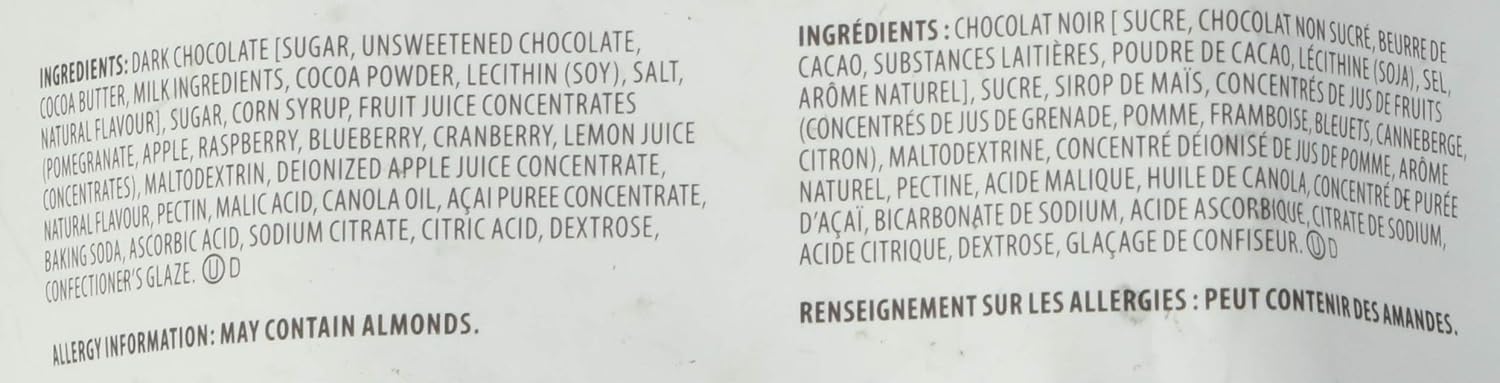 INGREDIENTS: DARK CHOCOLATE [SUGAR, UNSWEETENED CHOCOLATE,
COCOA BUTTER, MILK INGREDIENTS, COCOA POWDER, LECITHIN (SOY), SALT,
NATURAL FLAVOUR], SUGAR, CORN SYRUP, FRUIT JUICE CONCENTRATES
(POMEGRANATE, APPLE, RASPBERRY, BLUEBERRY, CRANBERRY, LEMON JUICE
CONCENTRATES), MALTODEXTRIN, DEIONIZED APPLE JUICE CONCENTRATE,
NATURAL FLAVOUR, PECTIN, MALIC ACID, CANOLA OIL, AÇAI PUREE CONCENTRATE,
BAKING SODA, ASCORBIC ACID, SODIUM CITRATE, CITRIC ACID, DEXTROSE,
CONFECTIONER'S GLAZE. Ⓤ D
ALLERGY INFORMATION: MAY CONTAIN ALMONDS.
INGRÉDIENTS : CHOCOLAT NOIR [ SUCRE, CHOCOLAT NON SUCRÉ, BEURRE DE
CACAO, SUBSTANCES LAITIÈRES, POUDRE DE CACAO, LÉCITHINE (SOJA), SEL,
ARÔME NATUREL], SUCRE, SIROP DE MAÏS, CONCENTRÉS DE JUS DE FRUITS
(CONCENTRÉS DE JUS DE GRENADE, POMME, FRAMBOISE, BLEUETS, CANNEBERGE,
CITRON), MALTODEXTRINE, CONCENTRÉ DÉIONISÉ DE JUS DE POMME, ARÔME
NATUREL, PECTINE, ACIDE MALIQUE, HUILE DE CANOLA, CONCENTRÉ DE PURÉE
D'AÇAÏ, BICARBONATE DE SODIUM, ACIDE ASCORBIQUE, CITRATE DE SODIUM,
ACIDE CITRIQUE, DEXTROSE, GLAÇAGE DE CONFISEUR. Ⓤ D
RENSEIGNEMENT SUR LES ALLERGIES : PEUT CONTENIR DES AMANDES.